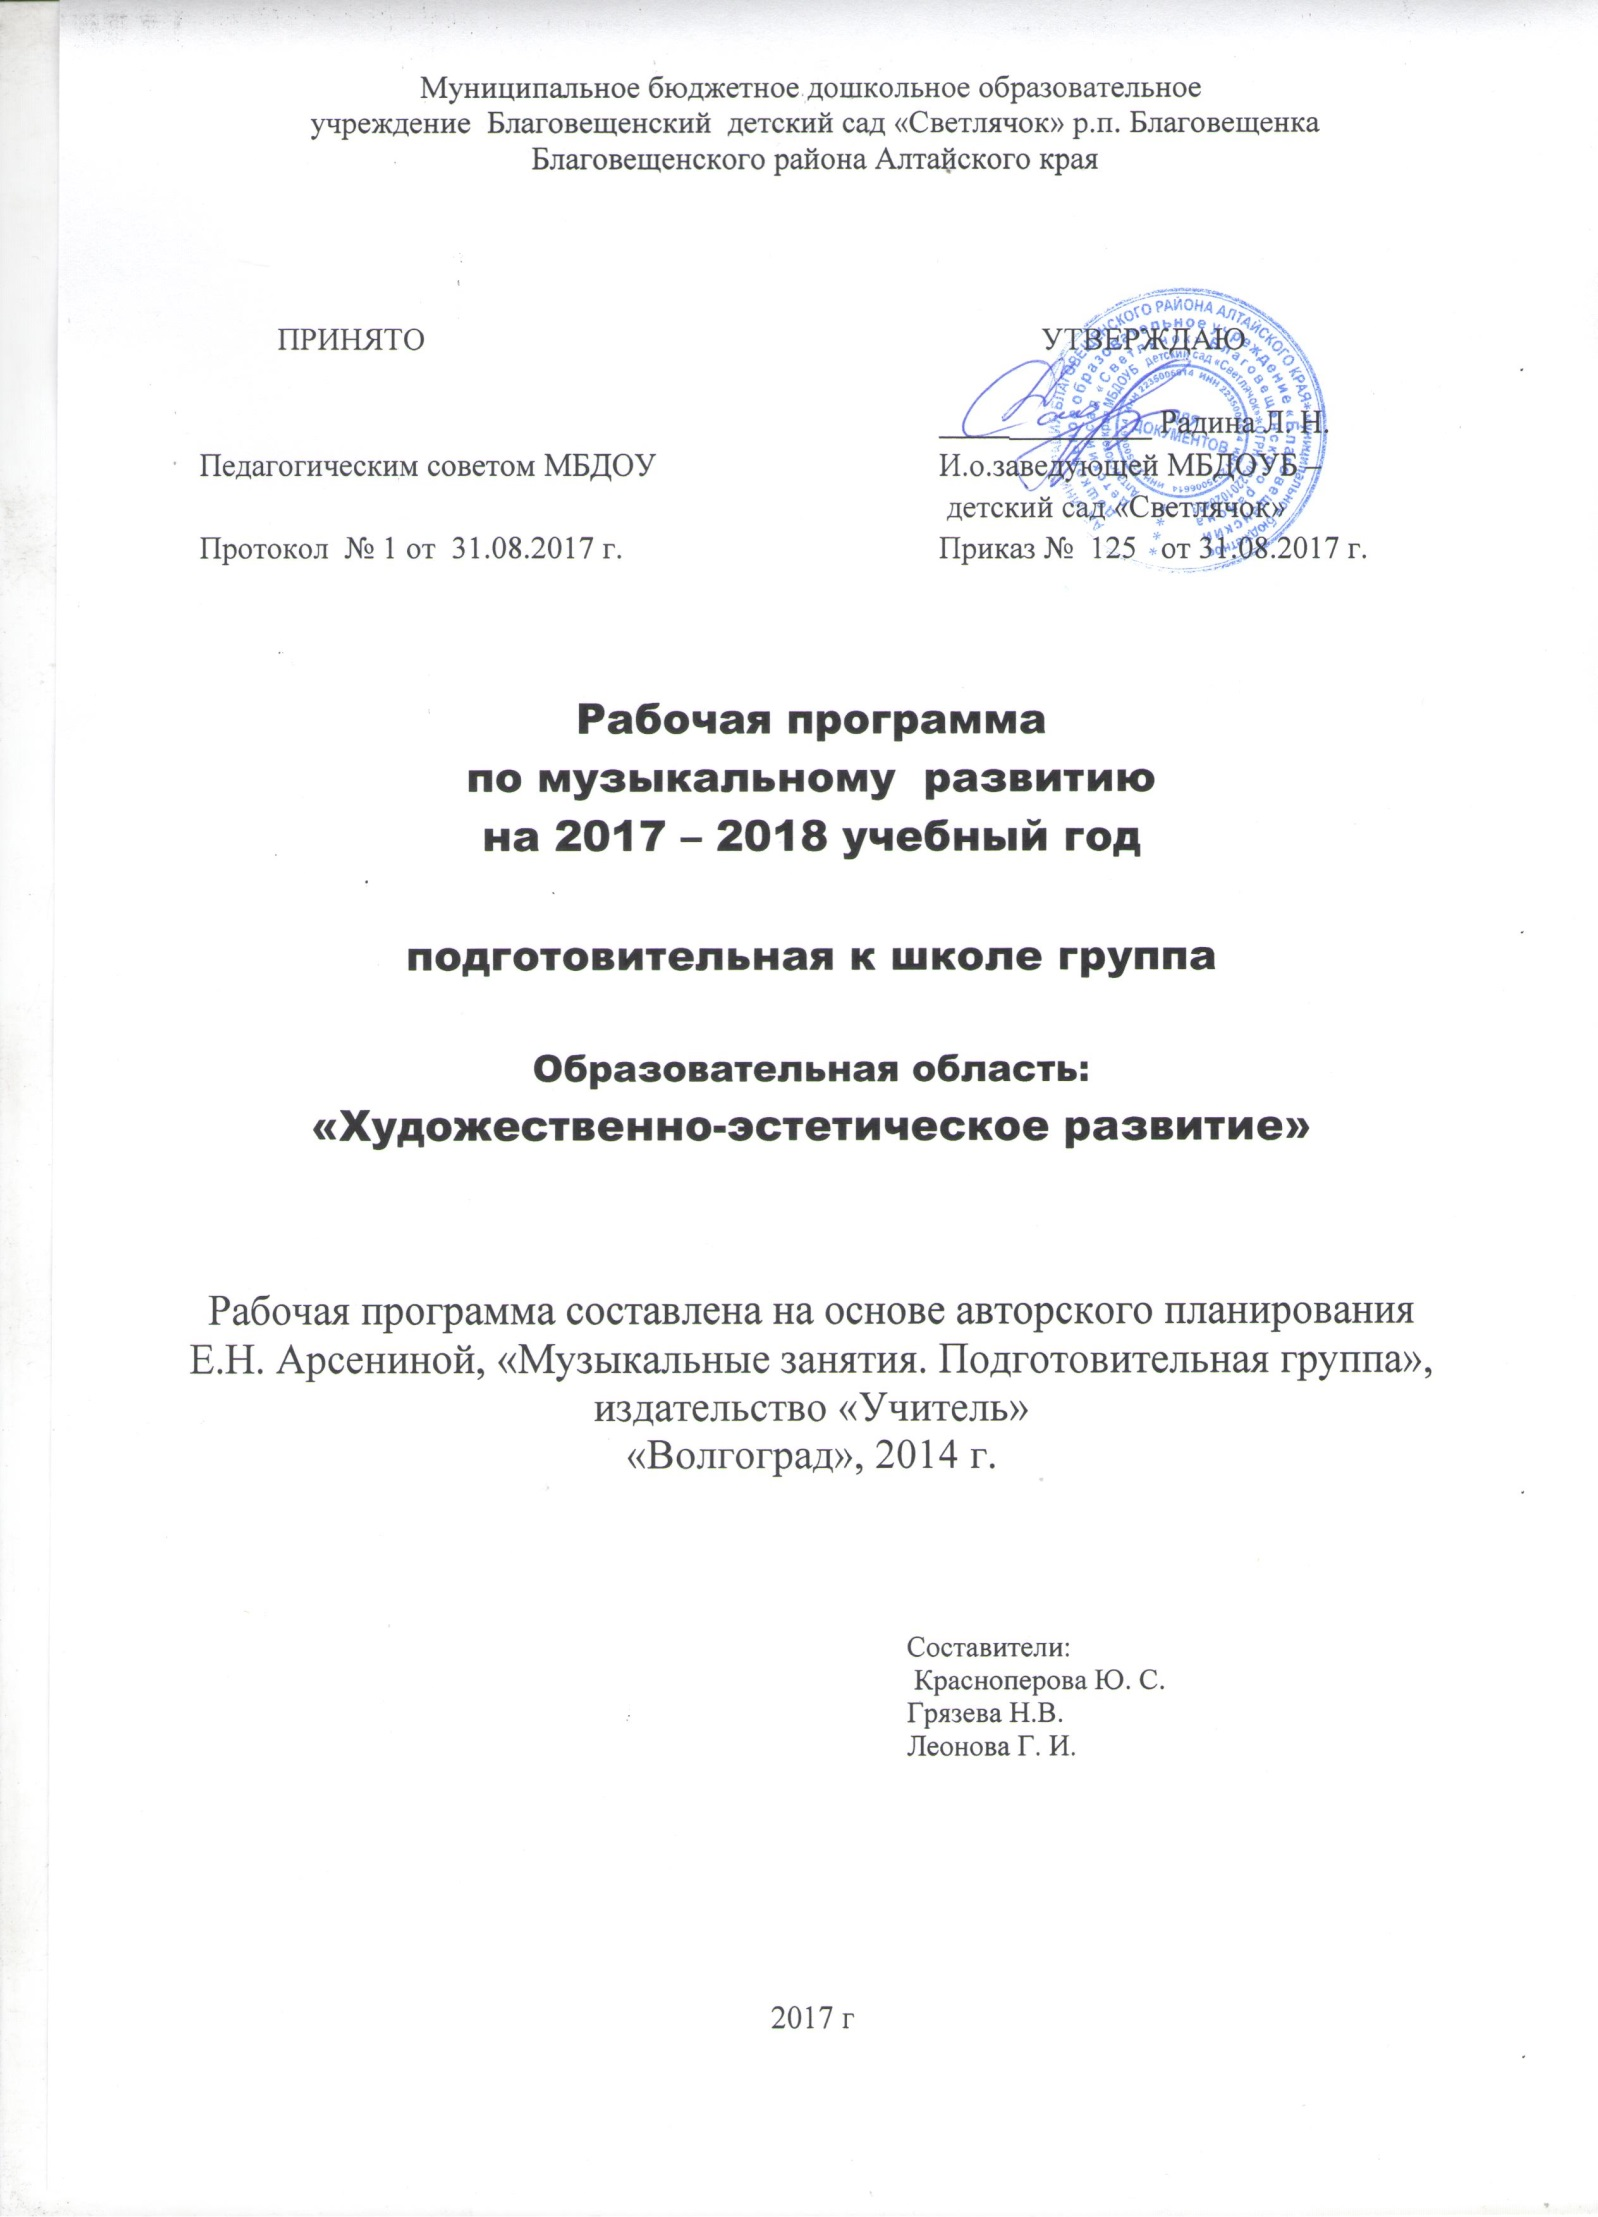 Муниципальное бюджетное дошкольное образовательное
учреждение Благовещенский детский сад «Светлячок» р.п. Благовещенка
Благовещенского района Алтайского края
ПРИНЯТО
УТВЕРЖДАЮ
Радина Л. Н.
Педагогическим советом МБДОУ
И.о.заведующей МБДОУБ –
детский сад «Светлячок»
Протокол № 1 от 31.08.2017 г.
Приказ № 125 от 31.08.2017 г.
ДОКУМЕНТОВ
Рабочая программа
по музыкальному развитию
на 2017 – 2018 учебный год
подготовительная к школе группа
Образовательная область:
«Художественно-эстетическое развитие»
Рабочая программа составлена на основе авторского планирования
Е.Н. Арсениной, «Музыкальные занятия. Подготовительная группа»,
издательство «Учитель»
«Волгоград», 2014 г.
Составители:
Красноперова Ю. С.
Грязева Н.В.
Леонова Г. И.
2017 г